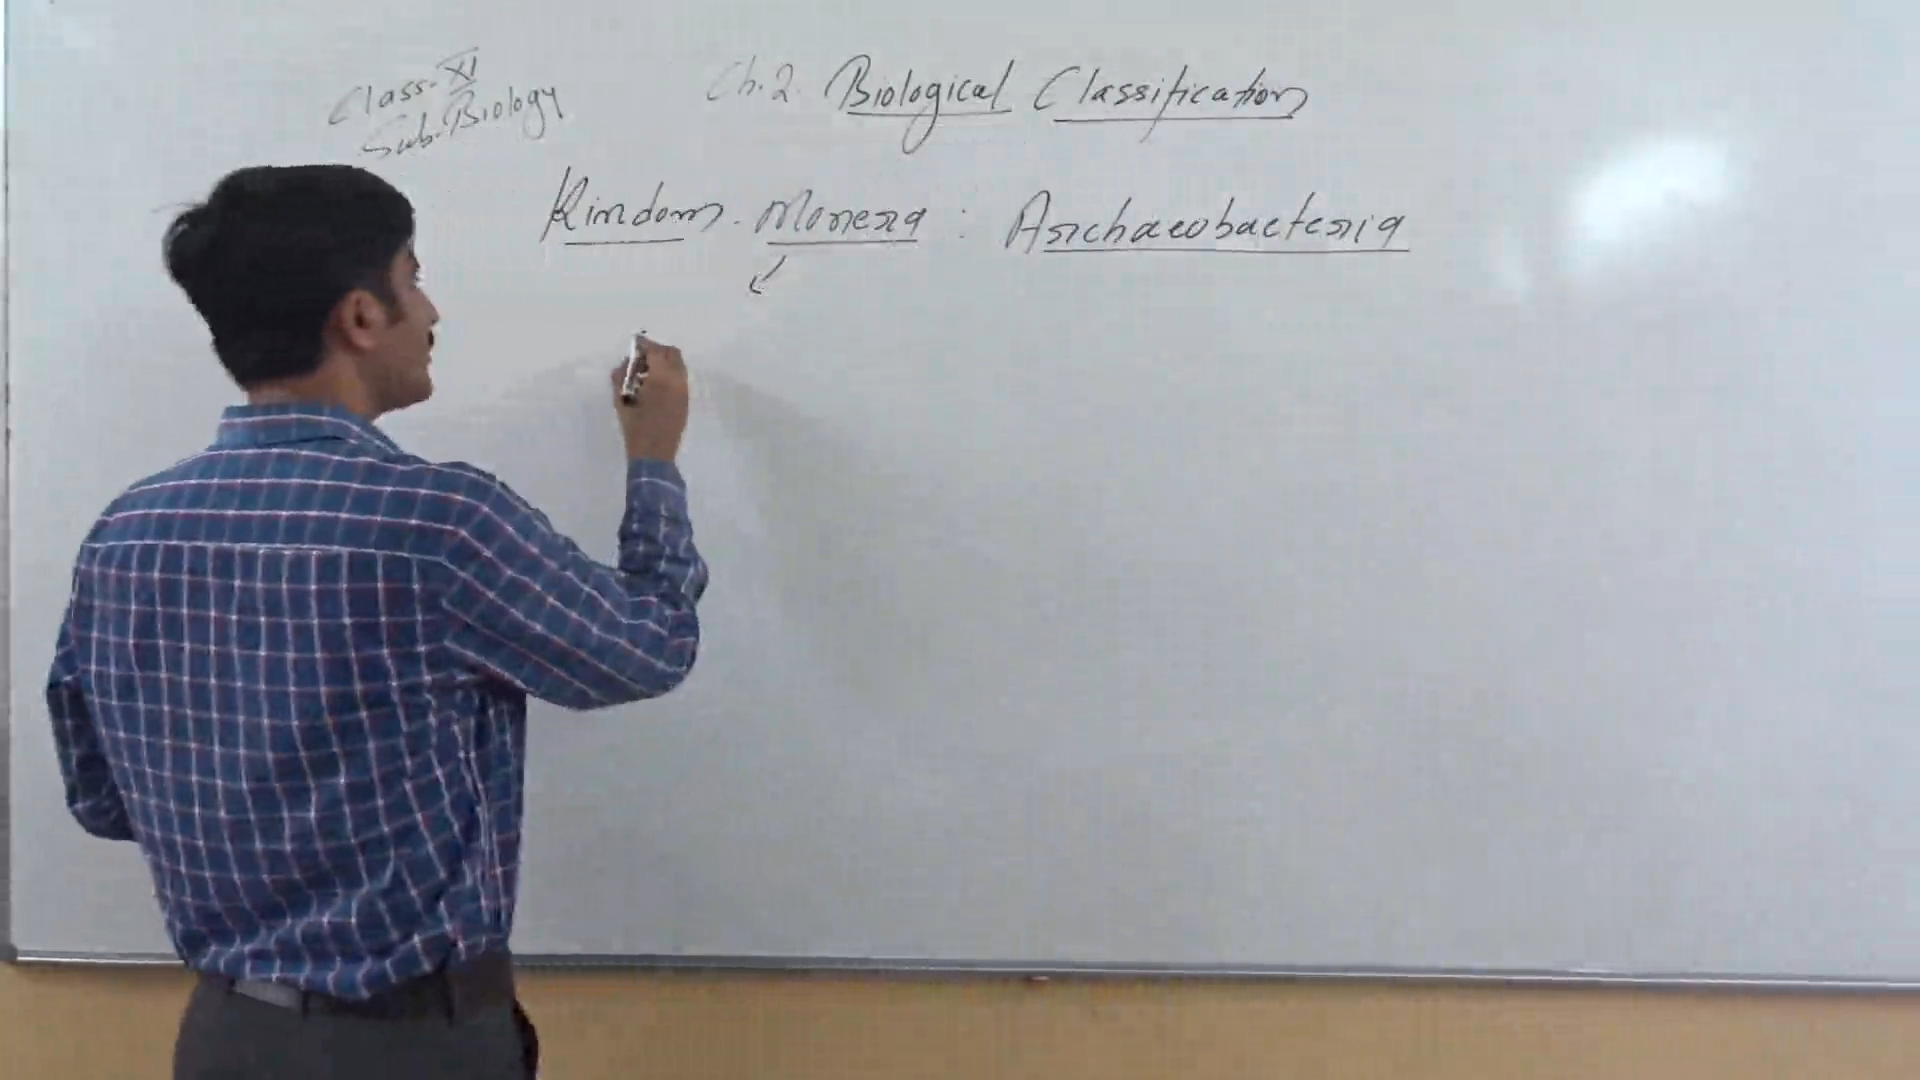 Class-XI
Sub-Biology
Ch.2. Biological Classification
Kindom. Monera : Archaeobacteria